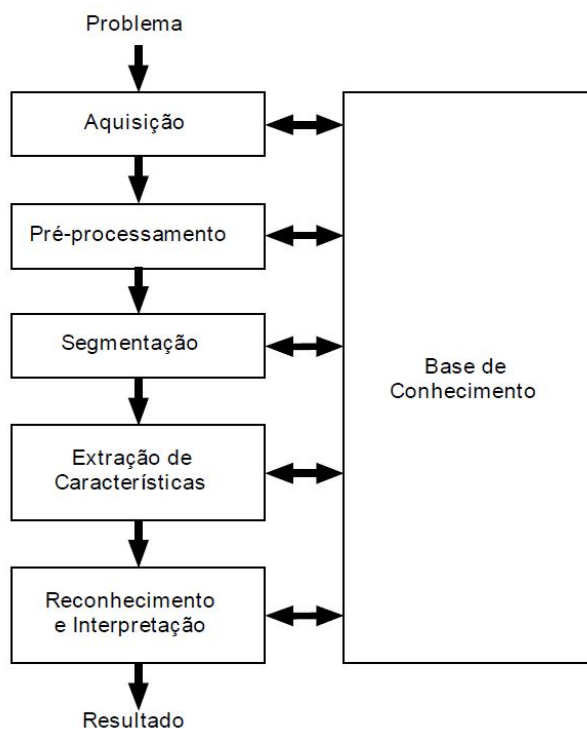 Problema
Aquisição
Pré-processamento
Segmentação
Base de
Conhecimento
Extração de
Características
Reconhecimento
e Interpretação
Resultado